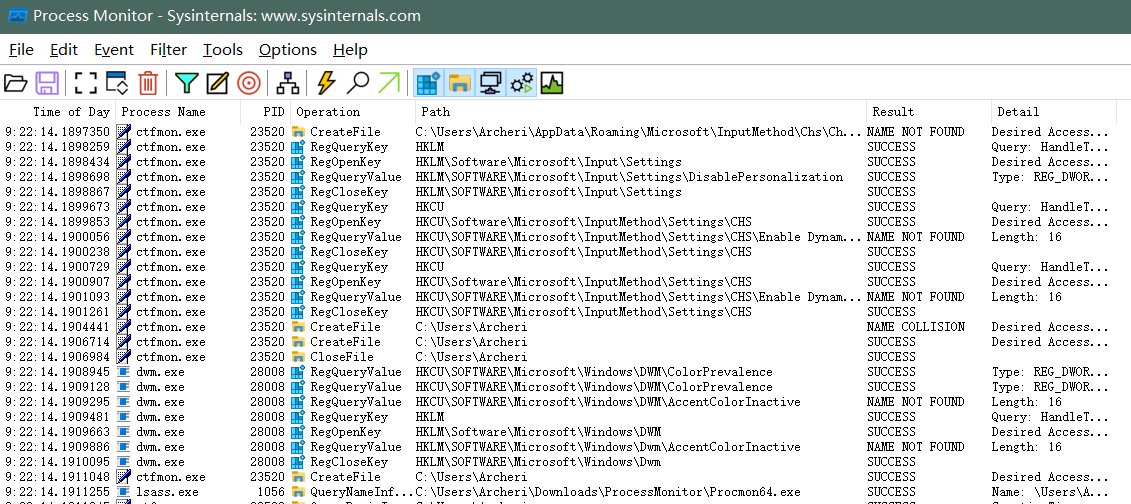 Process Monitor - Sysinternals: www.sysinternals.com
File Edit Event Filter Tools Options Help
Time of Day Process Name PID Operation Path Result Detail
9:22:14.1897350 ctfmon.exe 23520 CreateFile C:\Users\Archeri\AppData\Roaming\Microsoft\InputMethod\Chs\Ch... NAME NOT FOUND Desired Access...
9:22:14.1898259 ctfmon.exe 23520 RegQueryKey HKLM SUCCESS Query: HandleT...
9:22:14.1898434 ctfmon.exe 23520 RegOpenKey HKLM\Software\Microsoft\Input\Settings SUCCESS Desired Access...
9:22:14.1898698 ctfmon.exe 23520 RegQueryValue HKLM\SOFTWARE\Microsoft\Input\Settings\DisablePersonalization SUCCESS Type: REG_DWOR...
9:22:14.1898867 ctfmon.exe 23520 RegCloseKey HKLM\SOFTWARE\Microsoft\Input\Settings SUCCESS
9:22:14.1899673 ctfmon.exe 23520 RegQueryKey HKCU SUCCESS Query: HandleT...
9:22:14.1899853 ctfmon.exe 23520 RegOpenKey HKCU\Software\Microsoft\InputMethod\Settings\CHS SUCCESS Desired Access...
9:22:14.1900056 ctfmon.exe 23520 RegQueryValue HKCU\SOFTWARE\Microsoft\InputMethod\Settings\CHS\Enable Dynam... NAME NOT FOUND Length: 16
9:22:14.1900238 ctfmon.exe 23520 RegCloseKey HKCU\SOFTWARE\Microsoft\InputMethod\Settings\CHS SUCCESS
9:22:14.1900729 ctfmon.exe 23520 RegQueryKey HKCU SUCCESS Query: HandleT...
9:22:14.1900907 ctfmon.exe 23520 RegOpenKey HKCU\Software\Microsoft\InputMethod\Settings\CHS SUCCESS Desired Access...
9:22:14.1901093 ctfmon.exe 23520 RegQueryValue HKCU\SOFTWARE\Microsoft\InputMethod\Settings\CHS\Enable Dynam... NAME NOT FOUND Length: 16
9:22:14.1901261 ctfmon.exe 23520 RegCloseKey HKCU\SOFTWARE\Microsoft\InputMethod\Settings\CHS SUCCESS
9:22:14.1904441 ctfmon.exe 23520 CreateFile C:\Users\Archeri NAME COLLISION Desired Access...
9:22:14.1906714 ctfmon.exe 23520 CreateFile C:\Users\Archeri SUCCESS Desired Access...
9:22:14.1906984 ctfmon.exe 23520 CloseFile C:\Users\Archeri SUCCESS
9:22:14.1908945 dwm.exe 28008 RegQueryValue HKCU\SOFTWARE\Microsoft\Windows\DWM\ColorPrevalence SUCCESS Type: REG_DWOR...
9:22:14.1909128 dwm.exe 28008 RegQueryValue HKCU\SOFTWARE\Microsoft\Windows\DWM\ColorPrevalence SUCCESS Type: REG_DWOR...
9:22:14.1909295 dwm.exe 28008 RegQueryValue HKCU\SOFTWARE\Microsoft\Windows\DWM\AccentColorInactive NAME NOT FOUND Length: 16
9:22:14.1909481 dwm.exe 28008 RegQueryKey HKLM SUCCESS Query: HandleT...
9:22:14.1909663 dwm.exe 28008 RegOpenKey HKLM\Software\Microsoft\Windows\DWM SUCCESS Desired Access...
9:22:14.1909886 dwm.exe 28008 RegQueryValue HKLM\SOFTWARE\Microsoft\Windows\Dwm\AccentColorInactive NAME NOT FOUND Length: 16
9:22:14.1910095 dwm.exe 28008 RegCloseKey HKLM\SOFTWARE\Microsoft\Windows\Dwm SUCCESS
9:22:14.1911048 ctfmon.exe 23520 CreateFile C:\Users\Archeri SUCCESS Desired Access...
9:22:14.1911255 lsass.exe 1056 QueryNameInf... C:\Users\Archeri\Downloads\ProcessMonitor\Procmon64.exe SUCCESS Name: \Users\A...